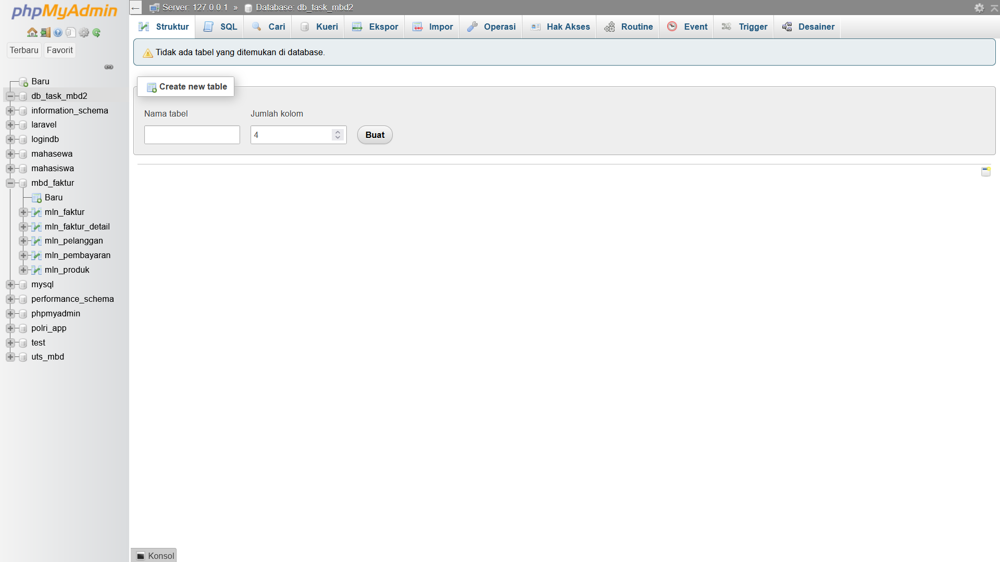 phpMyAdmin
Terbaru Favorit
Baru
db_task_mbd2
information_schema
laravel
logindb
mahasewa
mahasiswa
mbd_faktur
Baru
mln_faktur
mln_faktur_detail
mln_pelanggan
mln_pembayaran
mln_produk
mysql
performance_schema
phpmyadmin
polri_app
test
uts_mbd
← Server: 127.0.0.1 » Database: db_task_mbd2
Struktur SQL Cari Kueri Ekspor Impor Operasi Hak Akses Routine Event Trigger Desainer
Tidak ada tabel yang ditemukan di database.
Create new table
Nama tabel Jumlah kolom
4 Buat
Konsol